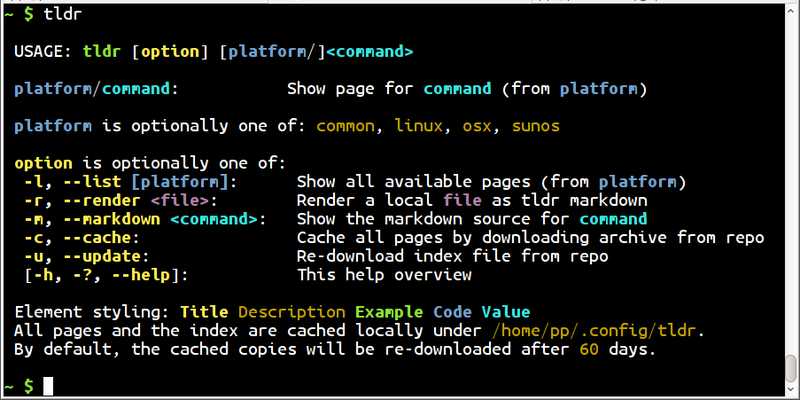 ~ $ tldr
USAGE: tldr [option] [platform/]<command>
platform/command: Show page for command (from platform)
platform is optionally one of: common, linux, osx, sunos
option is optionally one of:
-l, --list [platform]: Show all available pages (from platform)
-r, --render <file>: Render a local file as tldr markdown
-m, --markdown <command>: Show the markdown source for command
-c, --cache: Cache all pages by downloading archive from repo
-u, --update: Re-download index file from repo
[-h, -?, --help]: This help overview
Element styling: Title Description Example Code Value
All pages and the index are cached locally under /home/pp/.config/tldr.
By default, the cached copies will be re-downloaded after 60 days.
~ $